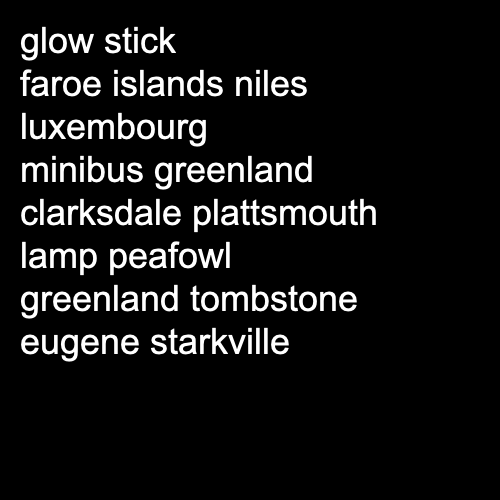 glow stick
faroe islands niles
luxembourg
minibus greenland
clarksdale plattsmouth
lamp peafowl
greenland tombstone
eugene starkville